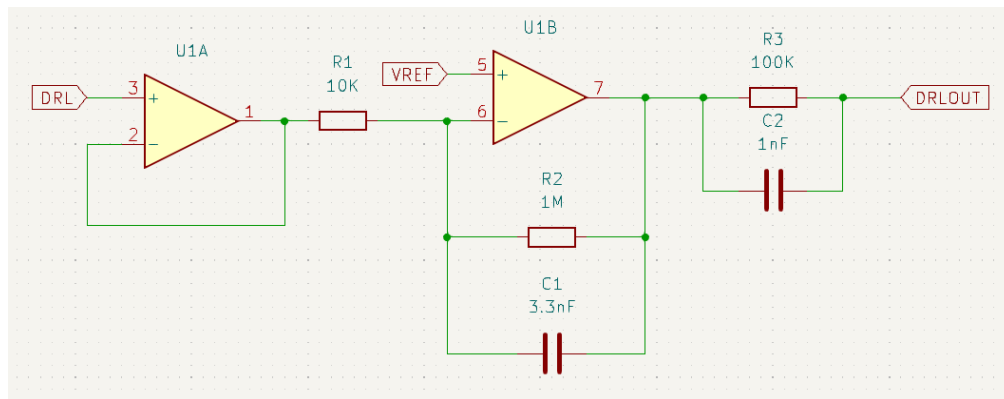 U1A
DRL
3
+
2
-
1
R1
10K
U1B
VREF
5
+
6
-
7
R2
1M
C1
3.3nF
R3
100K
C2
1nF
DRLOUT